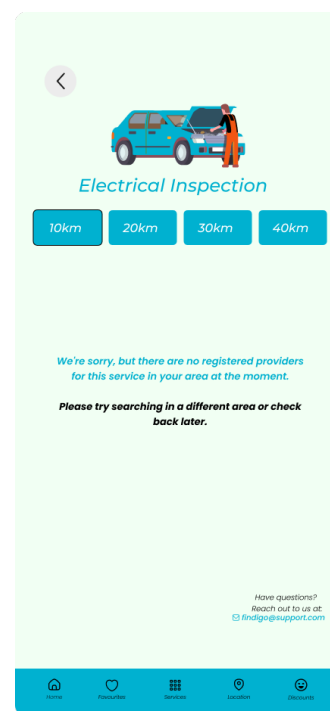 Electrical Inspection
10km 20km 30km 40km
We're sorry, but there are no registered providers
for this service in your area at the moment.
Please try searching in a different area or check
back later.
Have questions?
Reach out to us at:
findigo@support.com
Home Favourites Services Location Discounts